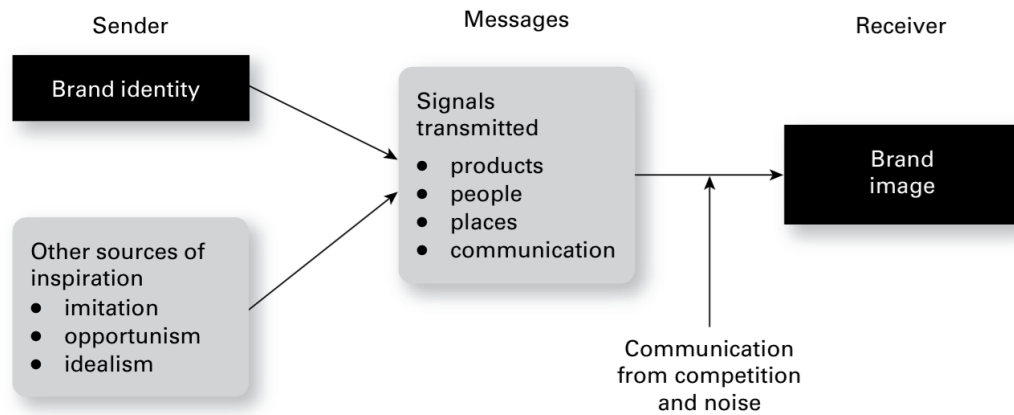 Sender
Messages
Receiver
Brand identity
Signals
transmitted
• products
• people
• places
• communication
Brand
image
Other sources of
inspiration
• imitation
• opportunism
• idealism
Communication
from competition
and noise